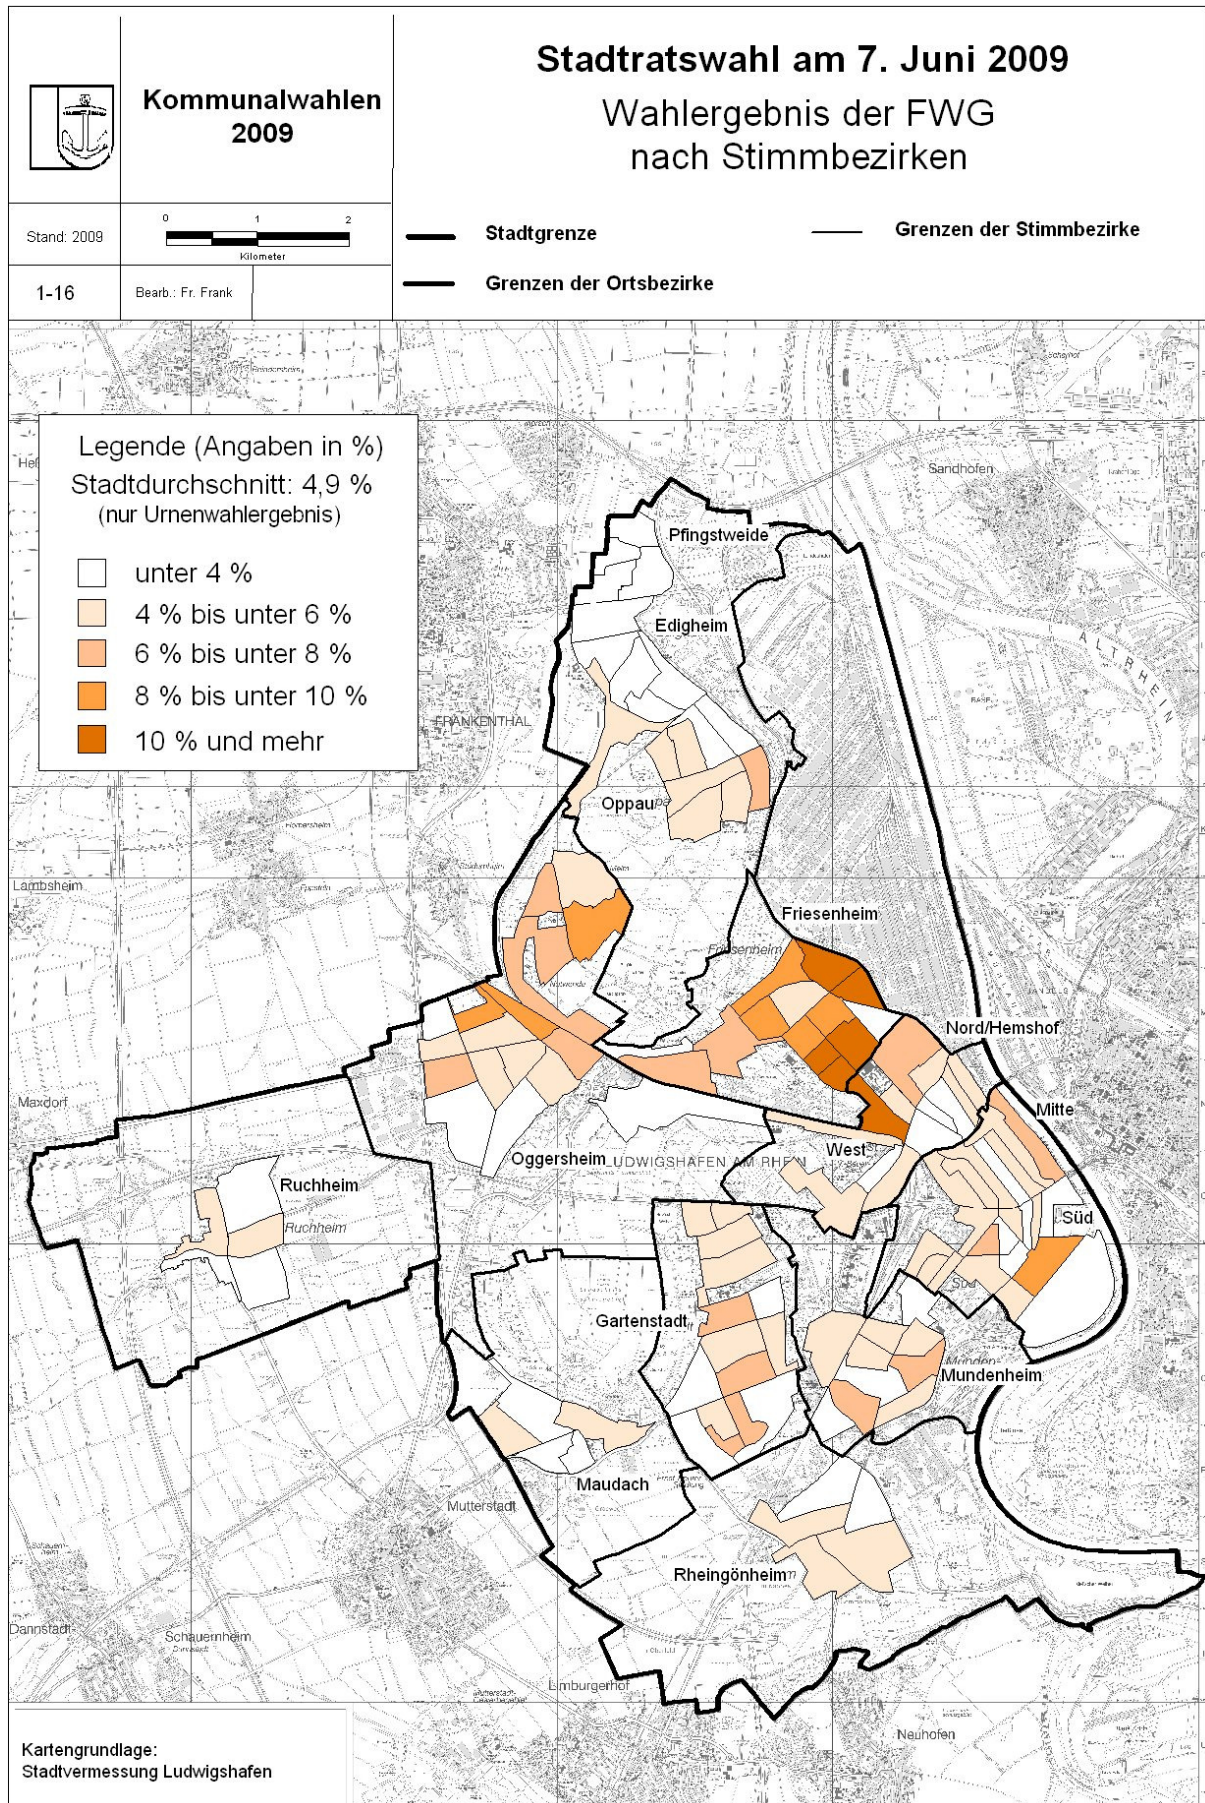 Kommunalwahlen
2009
Stadtratswahl am 7. Juni 2009
Wahlergebnis der FWG
nach Stimmbezirken
Stand: 2009
0 1 2
Kilometer
Stadtgrenze
Grenzen der Stimmbezirke
1-16
Bearb.: Fr. Frank
Grenzen der Ortsbezirke
Legende (Angaben in %)
Stadtdurchschnitt: 4,9 %
(nur Urnenwahlergebnis)
unter 4 %
4 % bis unter 6 %
6 % bis unter 8 %
8 % bis unter 10 %
10 % und mehr
Sandhofen
Pfingstweide
Edigheim
ALTRHEIN
FRANKENTHAL
Oppau
Lambsheim
Friesenheim
Friesenheim
Nord/Hemshof
Maxdorf
Mitte
West
Oggersheim
LUDWIGSHAFEN AM RHEIN
Ruchheim
Ruchheim
Süd
Gartenstadt
Mundenheim
Maudach
Mutterstadt
Rheingönheim
Dannstadt
Schauernheim
Limburgerhof
Neuhofen
Kartengrundlage:
Stadtvermessung Ludwigshafen